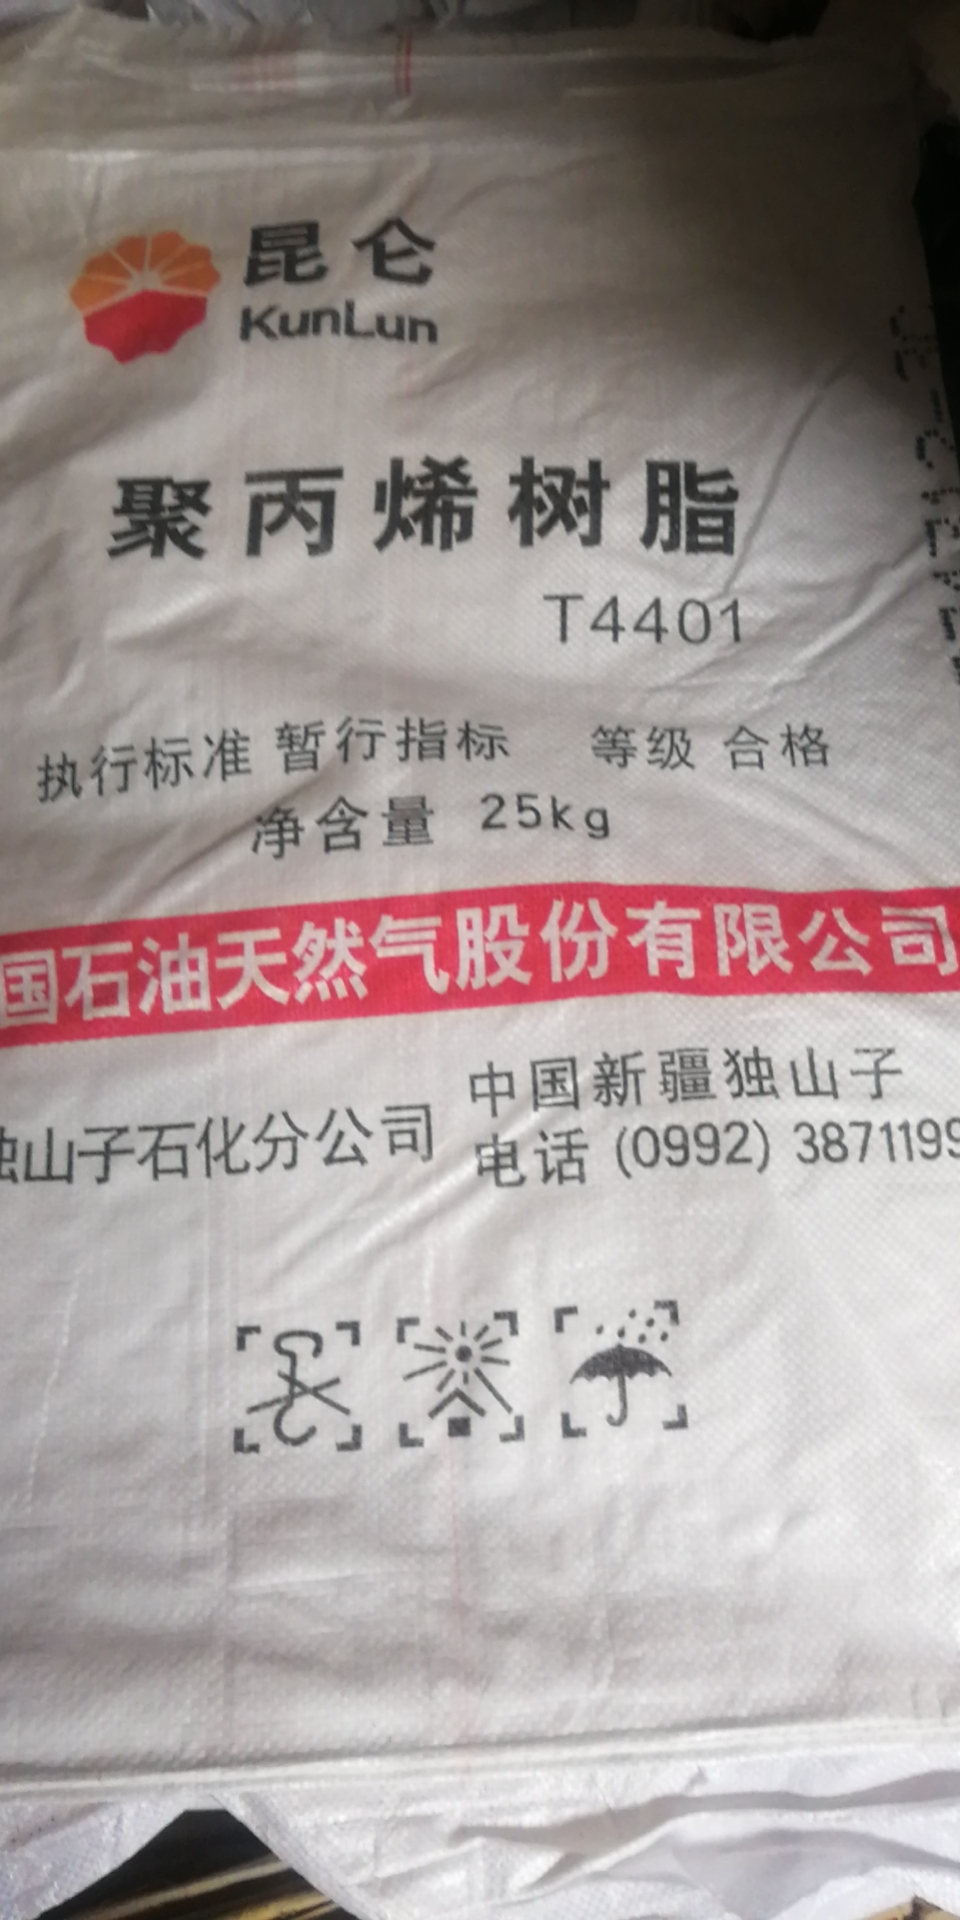 昆仑
KunLun
聚丙烯树脂
T4401
执行标准 暂行指标 等级 合格
净含量 25kg
国石油天然气股份有限公司
独山子石化分公司
中国新疆独山子
电话 (0992) 3871199